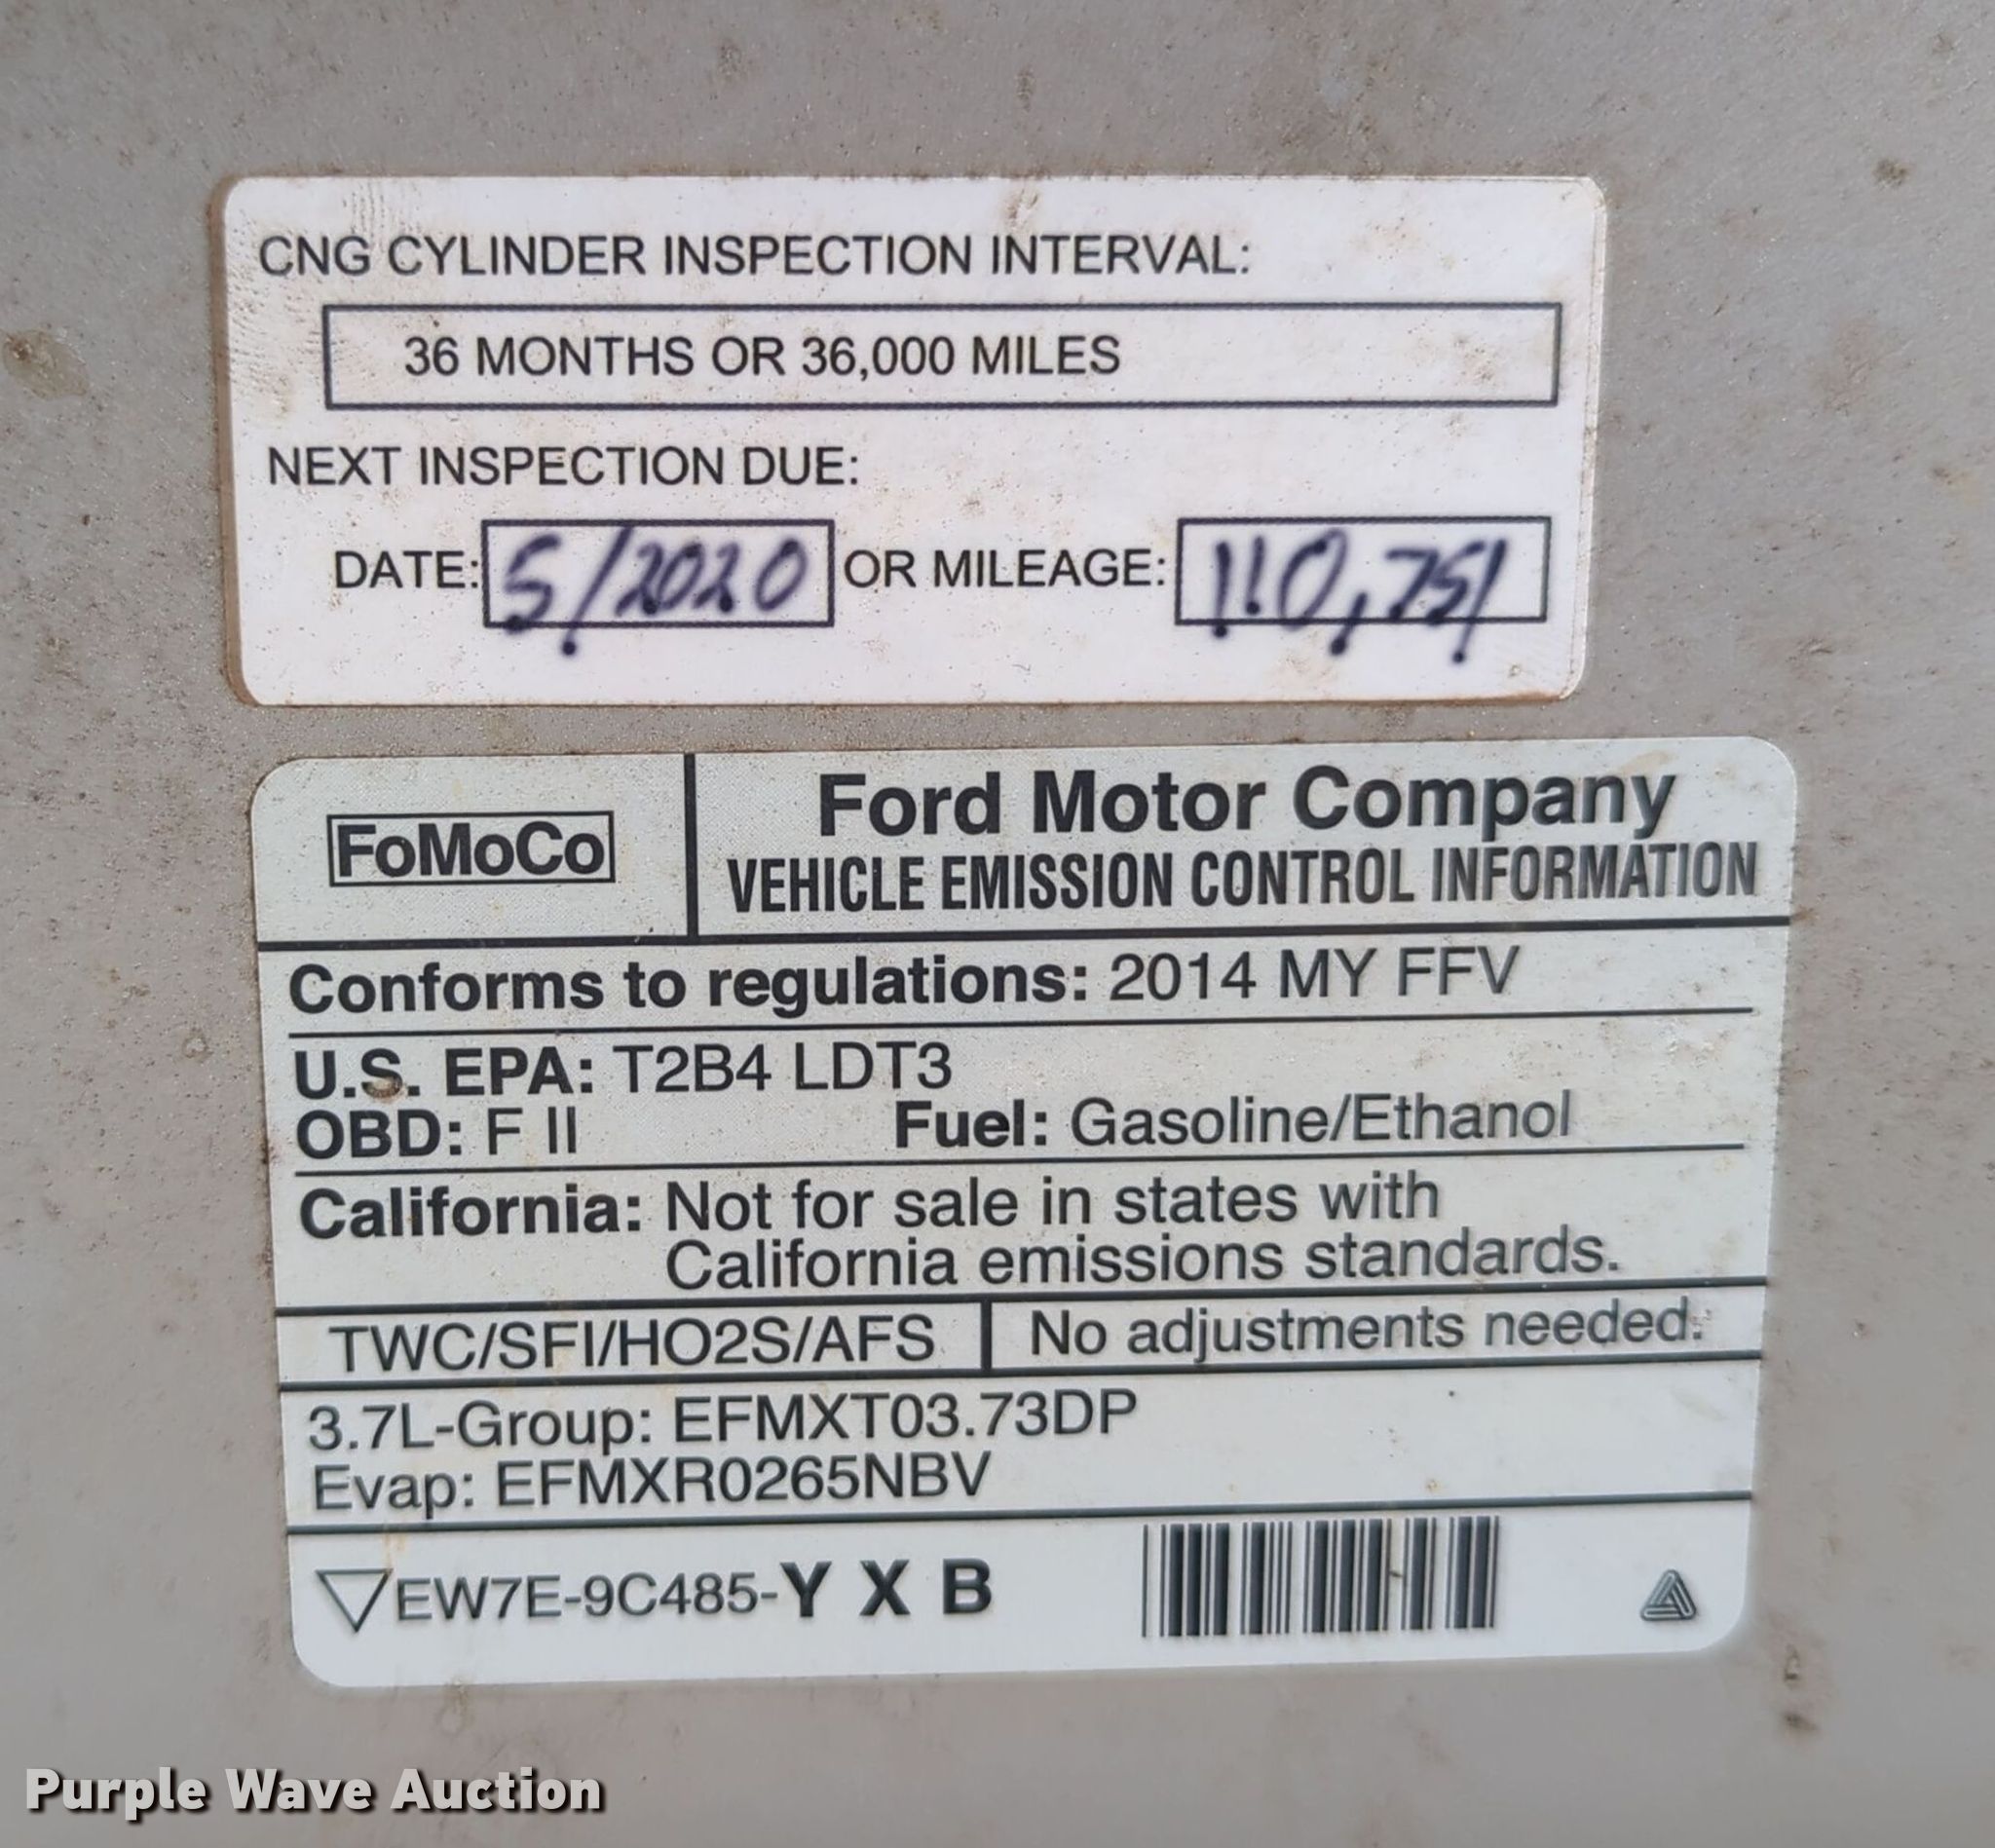 CNG CYLINDER INSPECTION INTERVAL:
36 MONTHS OR 36,000 MILES
NEXT INSPECTION DUE:
DATE: 5/2020 OR MILEAGE: 110,751
FoMoCo
Ford Motor Company
VEHICLE EMISSION CONTROL INFORMATION
Conforms to regulations: 2014 MY FFV
U.S. EPA: T2B4 LDT3
OBD: F II Fuel: Gasoline/Ethanol
California: Not for sale in states with
California emissions standards.
TWC/SFI/HO2S/AFS No adjustments needed.
3.7L-Group: EFMXT03.73DP
Evap: EFMXR0265NBV
EW7E-9C485-Y X B
Purple Wave Auction